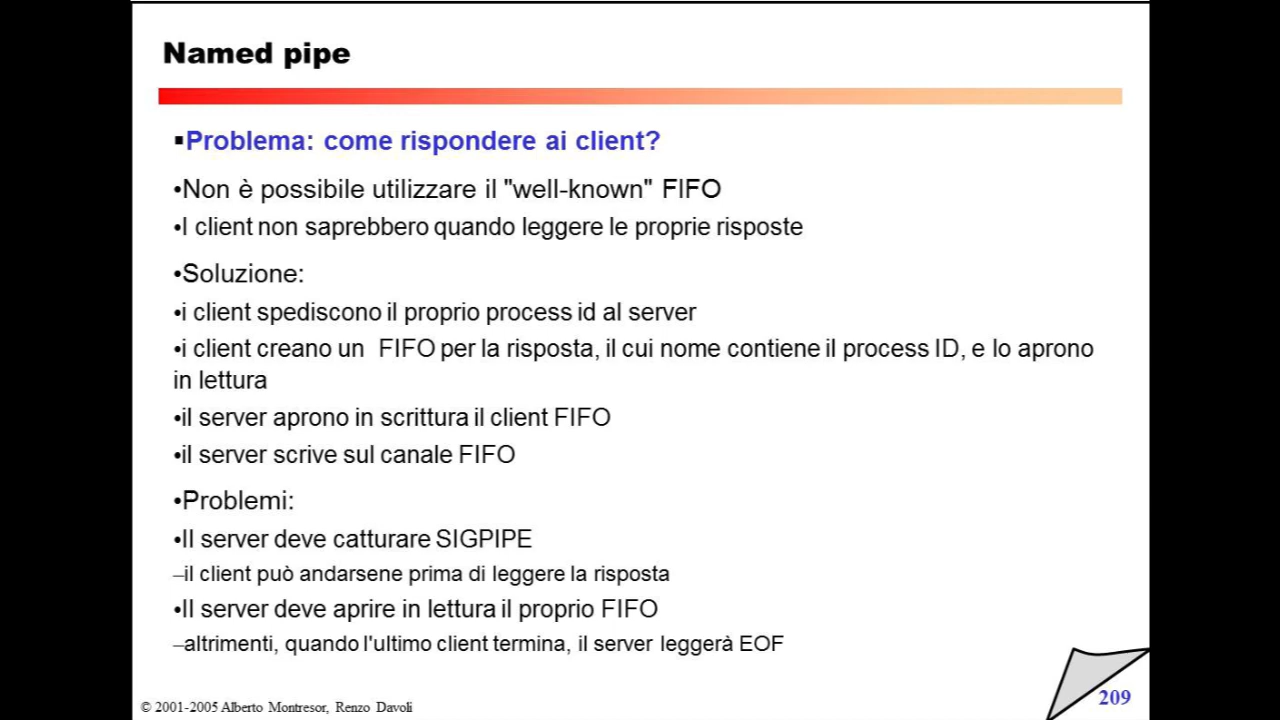 Named pipe
▪Problema: come rispondere ai client?
•Non è possibile utilizzare il "well-known" FIFO
•I client non saprebbero quando leggere le proprie risposte
•Soluzione:
•i client spediscono il proprio process id al server
•i client creano un FIFO per la risposta, il cui nome contiene il process ID, e lo aprono
in lettura
•il server aprono in scrittura il client FIFO
•il server scrive sul canale FIFO
•Problemi:
•Il server deve catturare SIGPIPE
–il client può andarsene prima di leggere la risposta
•Il server deve aprire in lettura il proprio FIFO
–altrimenti, quando l'ultimo client termina, il server leggerà EOF
© 2001-2005 Alberto Montresor, Renzo Davoli
209